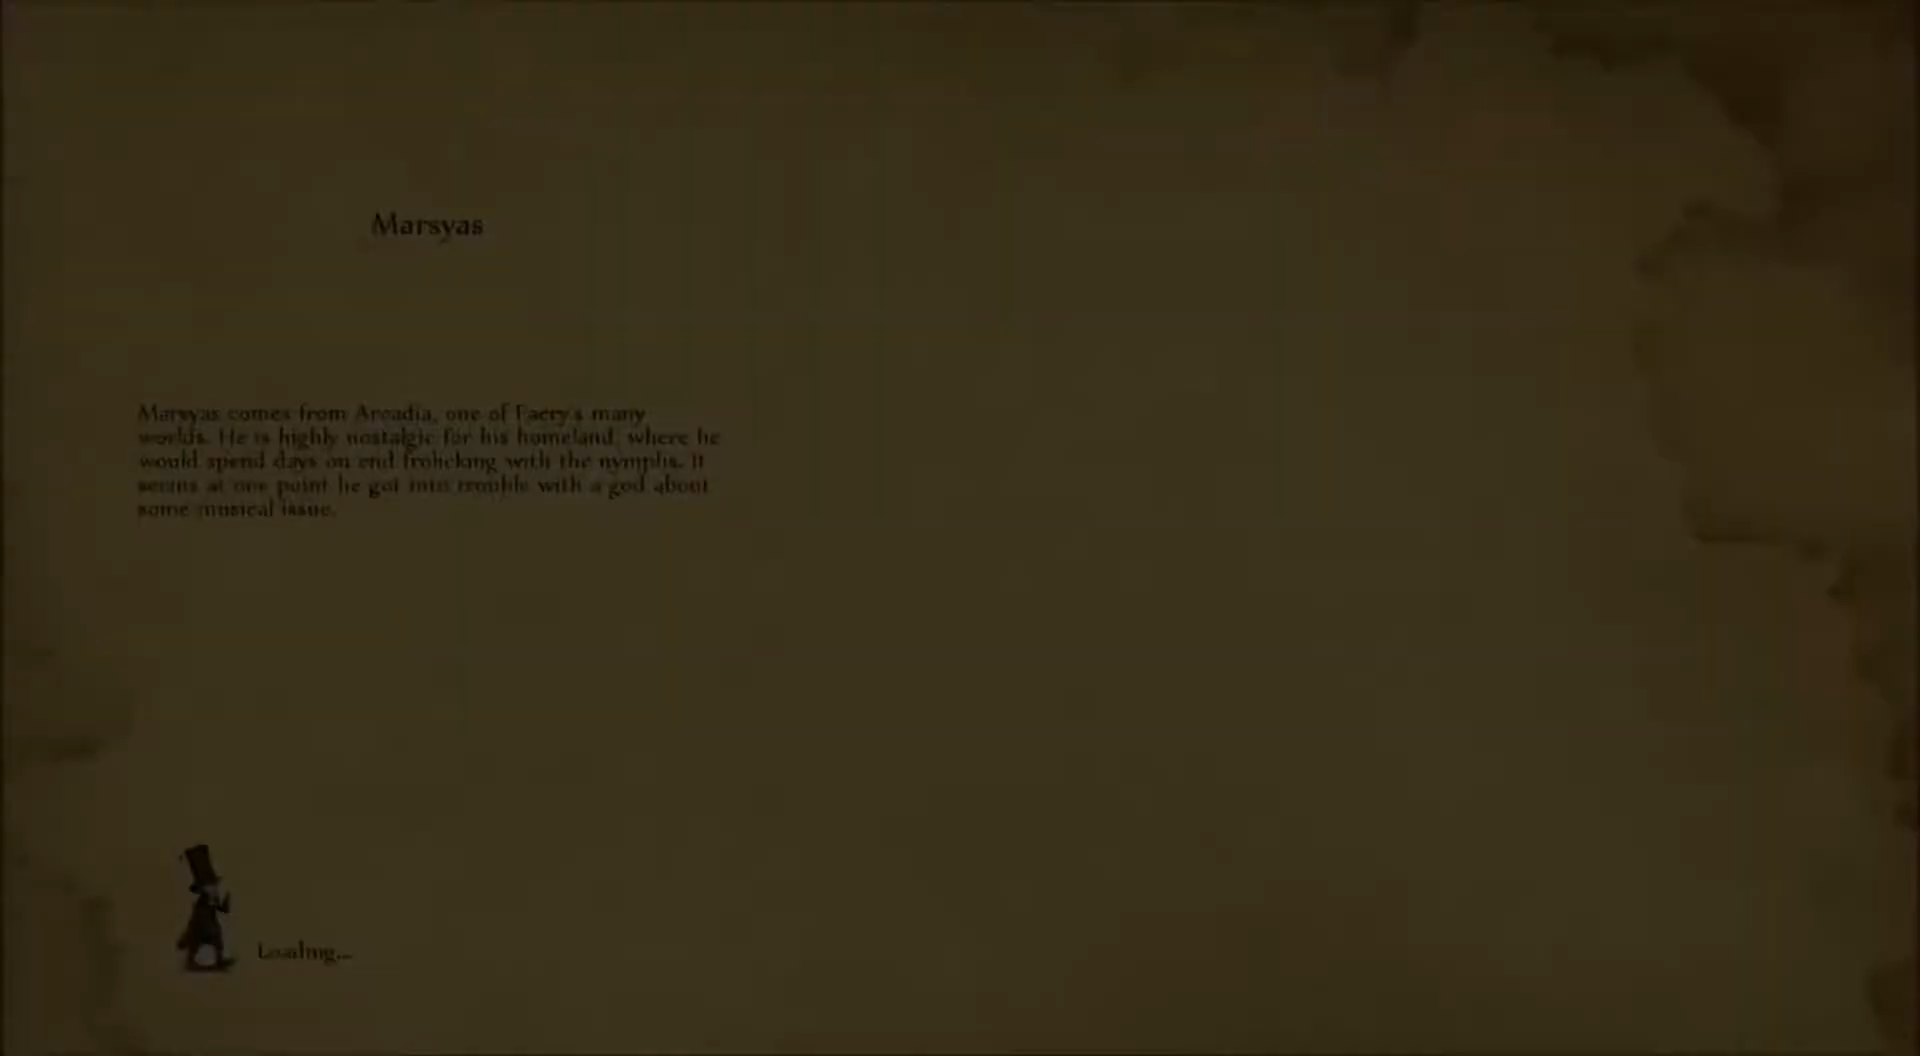 Marsyas
Marsyas comes from Arcadia, one of Faery's many
worlds. He is highly nostalgic for his homeland, where he
would spend days on end frolicking with the nymphs. It
seems at one point he got into trouble with a god about
some musical issue.
Loading...